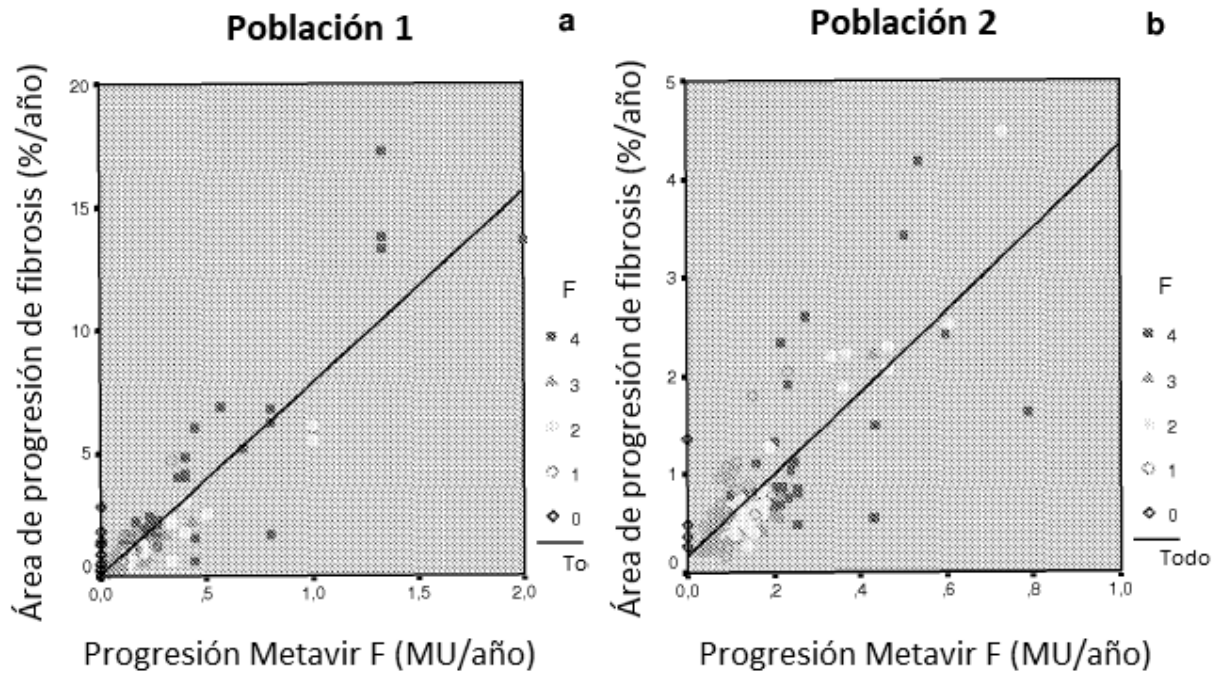 Población 1
a
Área de progresión de fibrosis (%/año)
20
15
10
5
0
0,0
,5
1,0
1,5
2,0
Progresión Metavir F (MU/año)
F
4
3
2
1
0
To
Población 2
b
Área de progresión de fibrosis (%/año)
5
4
3
2
1
0
0,0
,2
,4
,6
,8
1,0
Progresión Metavir F (MU/año)
F
4
3
2
1
0
Todo